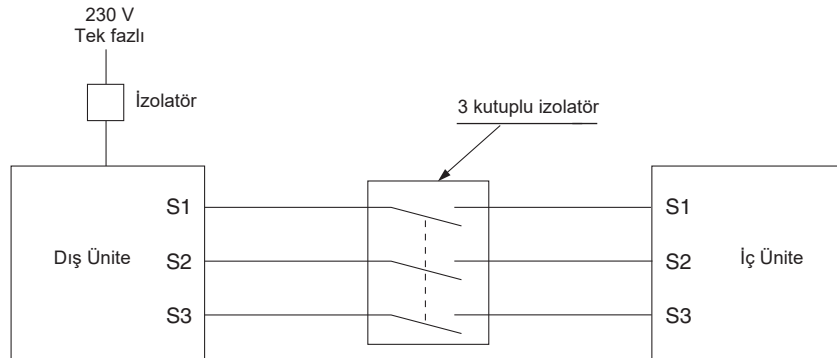 230 V
Tek fazlı
İzolatör
3 kutuplu izolatör
Dış Ünite
S1
S2
S3
S1
S2
S3
İç Ünite